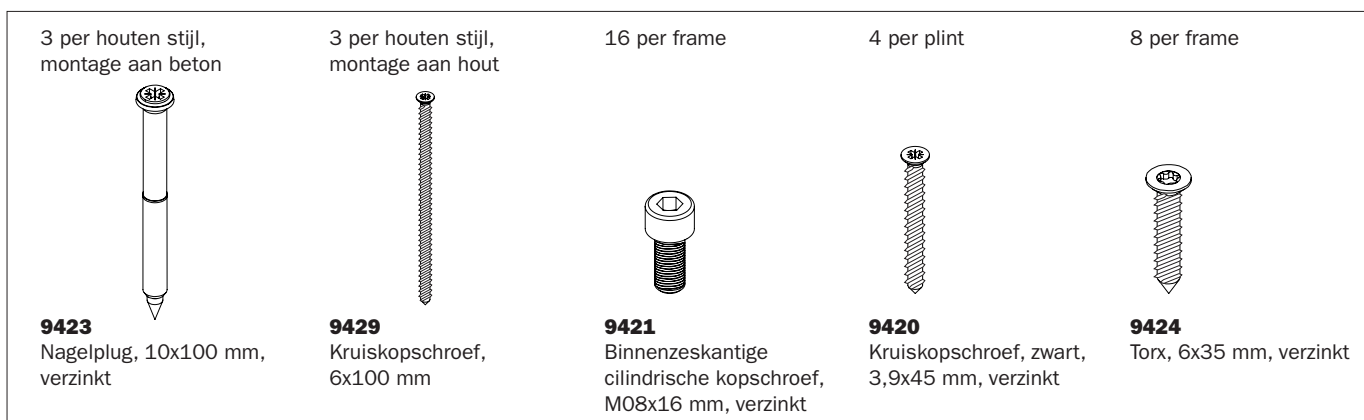 3 per houten stijl,
montage aan beton
9423
Nagelplug, 10x100 mm,
verzinkt
3 per houten stijl,
montage aan hout
9429
Kruiskopschroef,
6x100 mm
16 per frame
9421
Binnenzeskantige
cilindrische kopschroef,
M08x16 mm, verzinkt
4 per plint
9420
Kruiskopschroef, zwart,
3,9x45 mm, verzinkt
8 per frame
9424
Torx, 6x35 mm, verzinkt